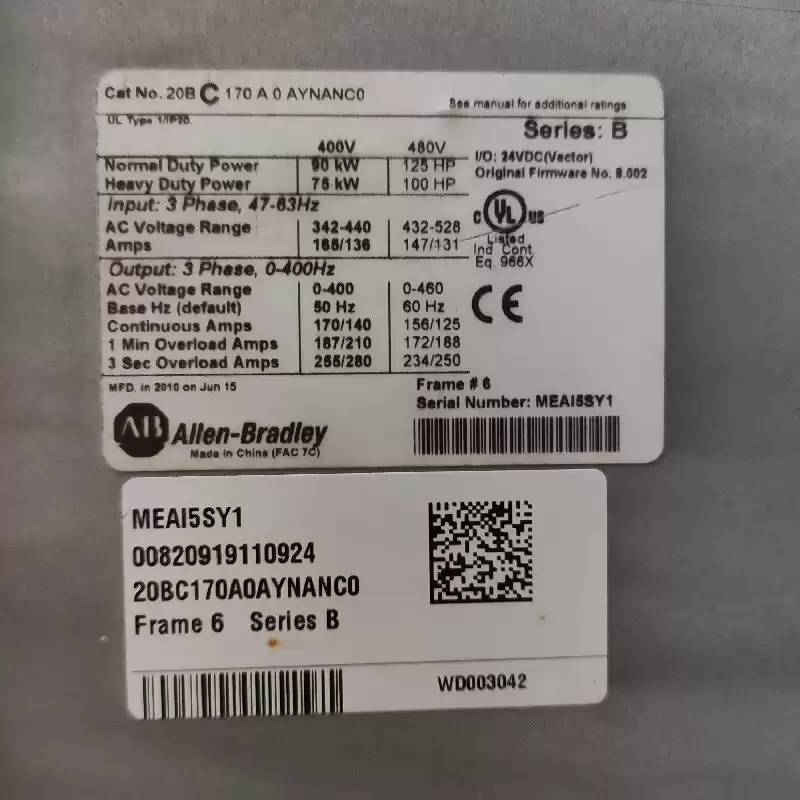 Cat No. 20B C 170 A 0 AYNANC0
See manual for additional ratings
UL Type 1/IP20
Series: B
400V 480V
I/O: 24VDC(Vector)
Normal Duty Power 90 kW 125 HP
Original Firmware No. 8.002
Heavy Duty Power 75 kW 100 HP
Input: 3 Phase, 47-63Hz
AC Voltage Range 342-440 432-528
Amps 165/136 147/131
C UL US
Listed
Ind. Cont.
Eq. 966X
Output: 3 Phase, 0-400Hz
AC Voltage Range 0-400 0-460
Base Hz (default) 50 Hz 60 Hz
Continuous Amps 170/140 156/125
1 Min Overload Amps 187/210 172/188
3 Sec Overload Amps 255/280 234/250
CE
MFD. in 2010 on Jun 15
Frame # 6
Serial Number: MEAI5SY1
AB Allen-Bradley
Made in China (FAC 7C)
MEAI5SY1
00820919110924
20BC170A0AYNANC0
Frame 6 Series B
WD003042